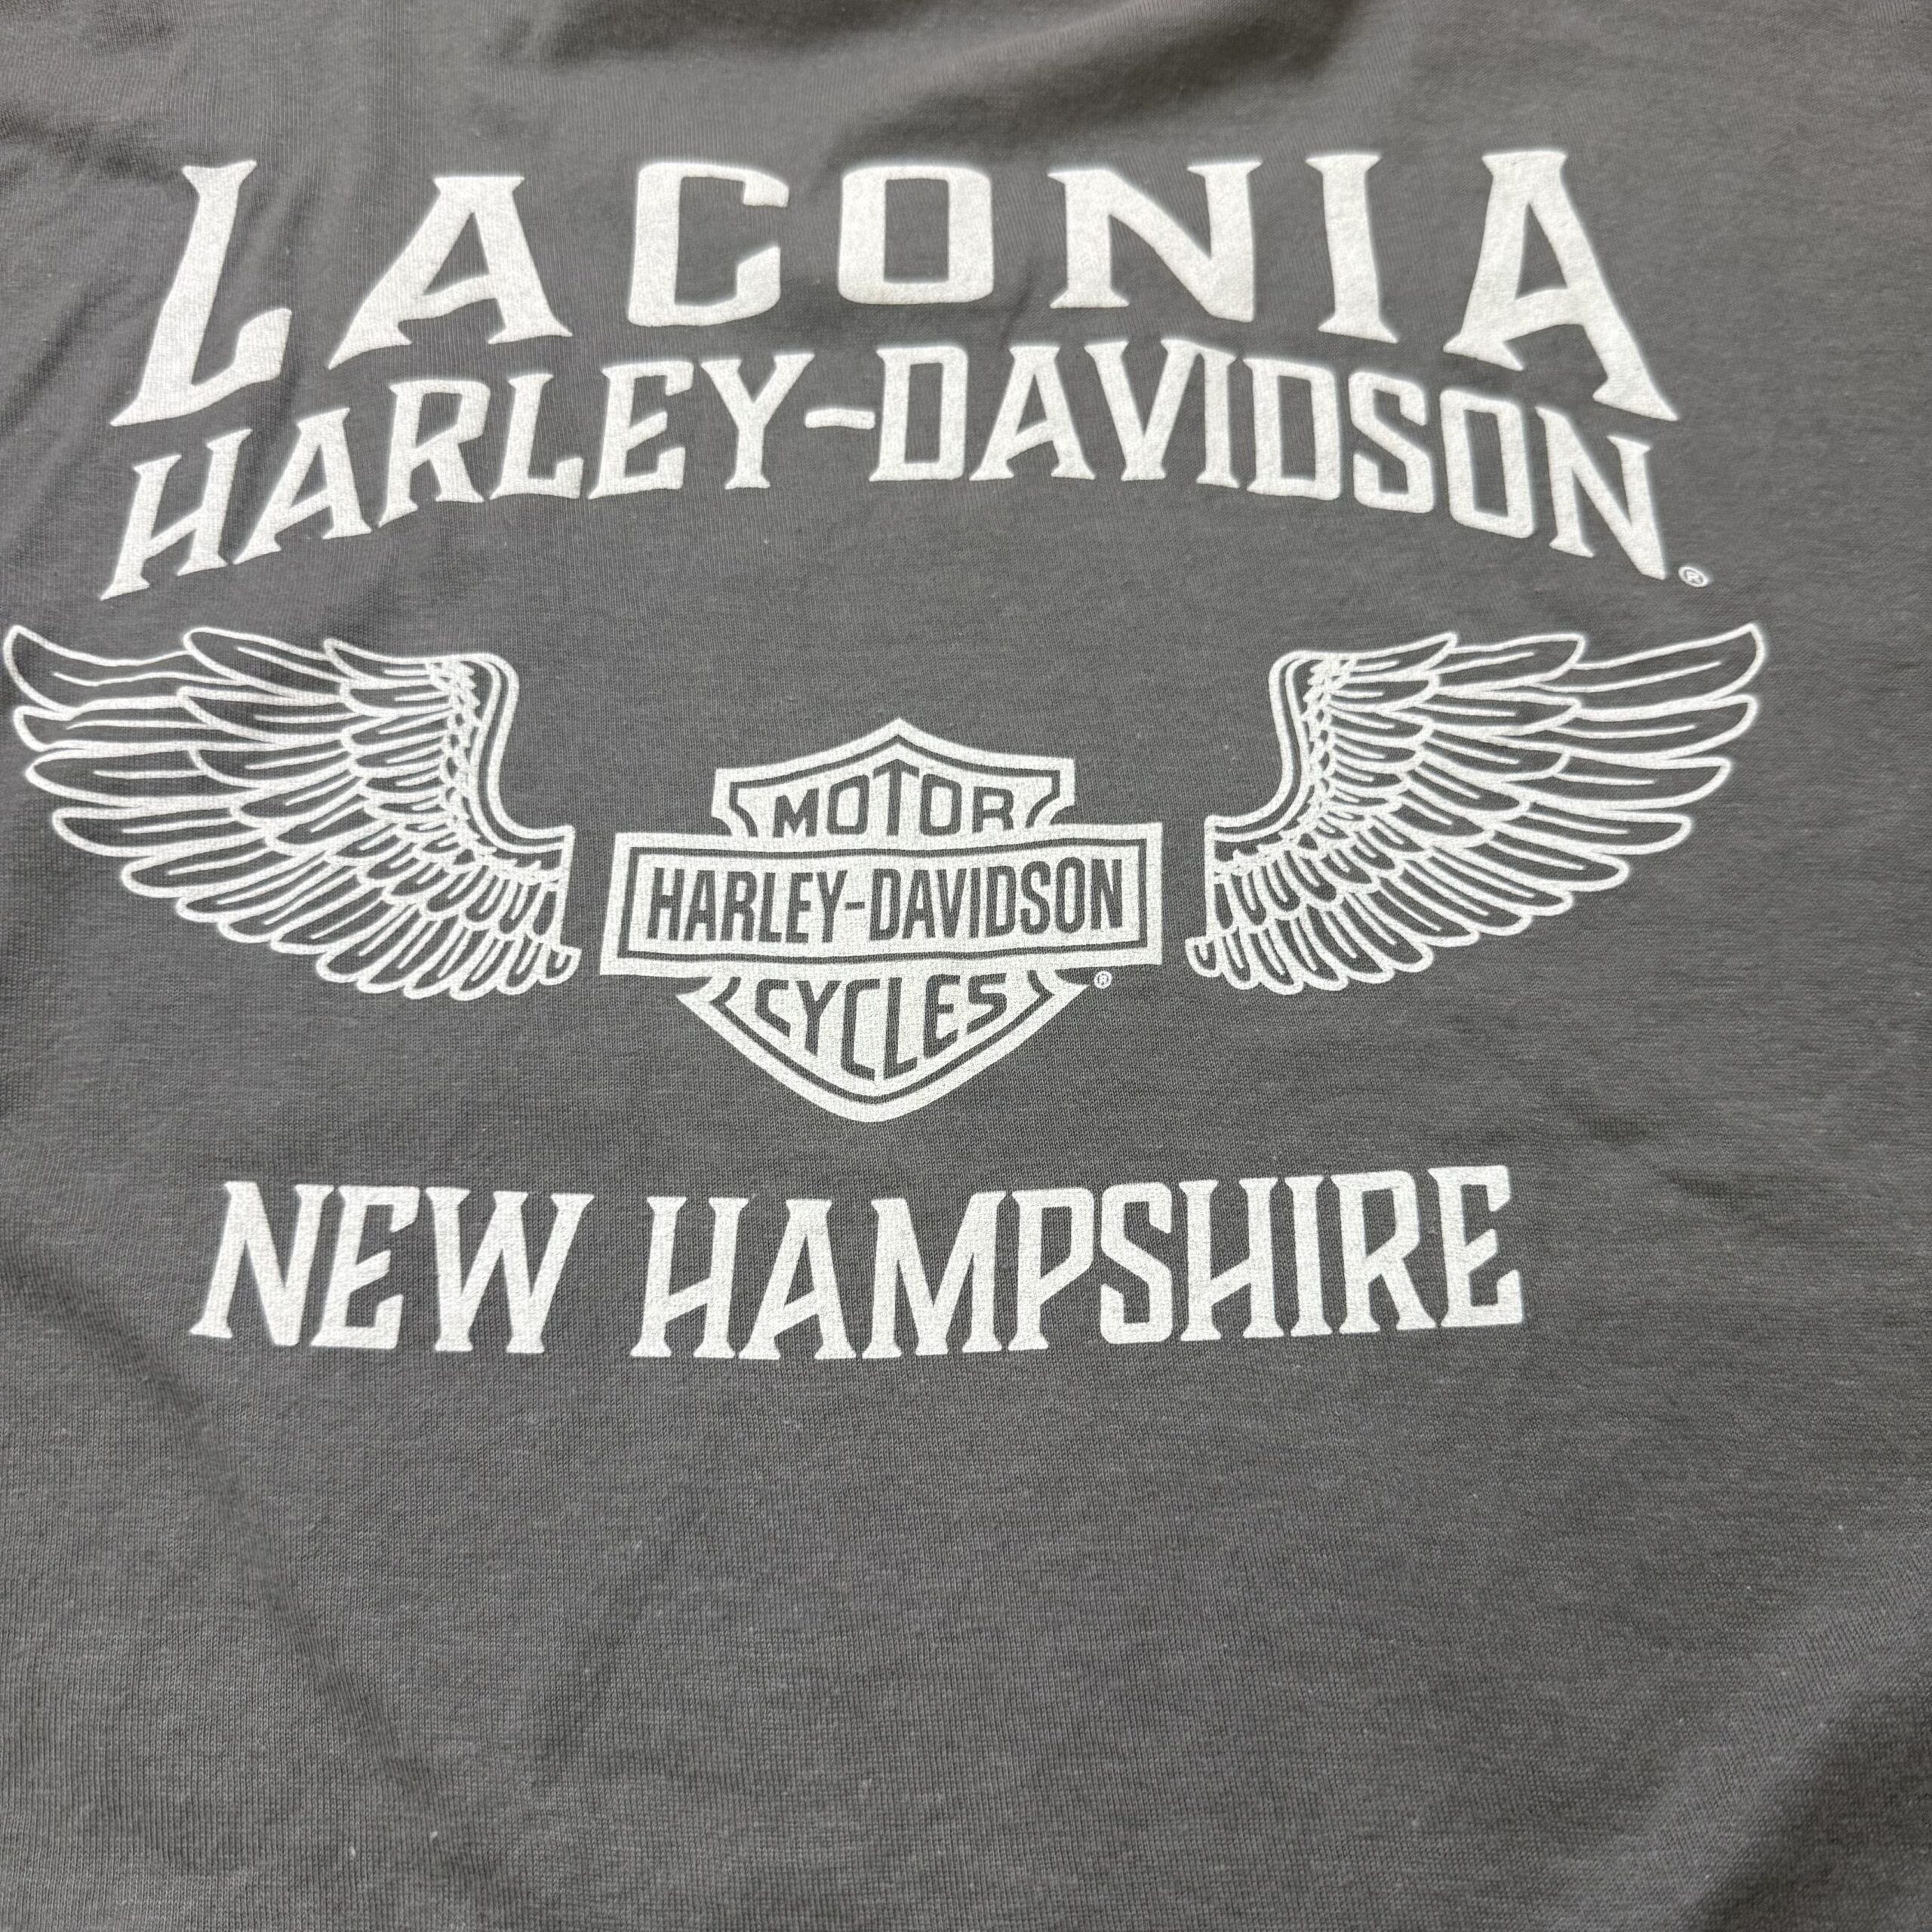 LACONIA
HARLEY-DAVIDSON®
MOTOR
HARLEY-DAVIDSON
CYCLES®
NEW HAMPSHIRE